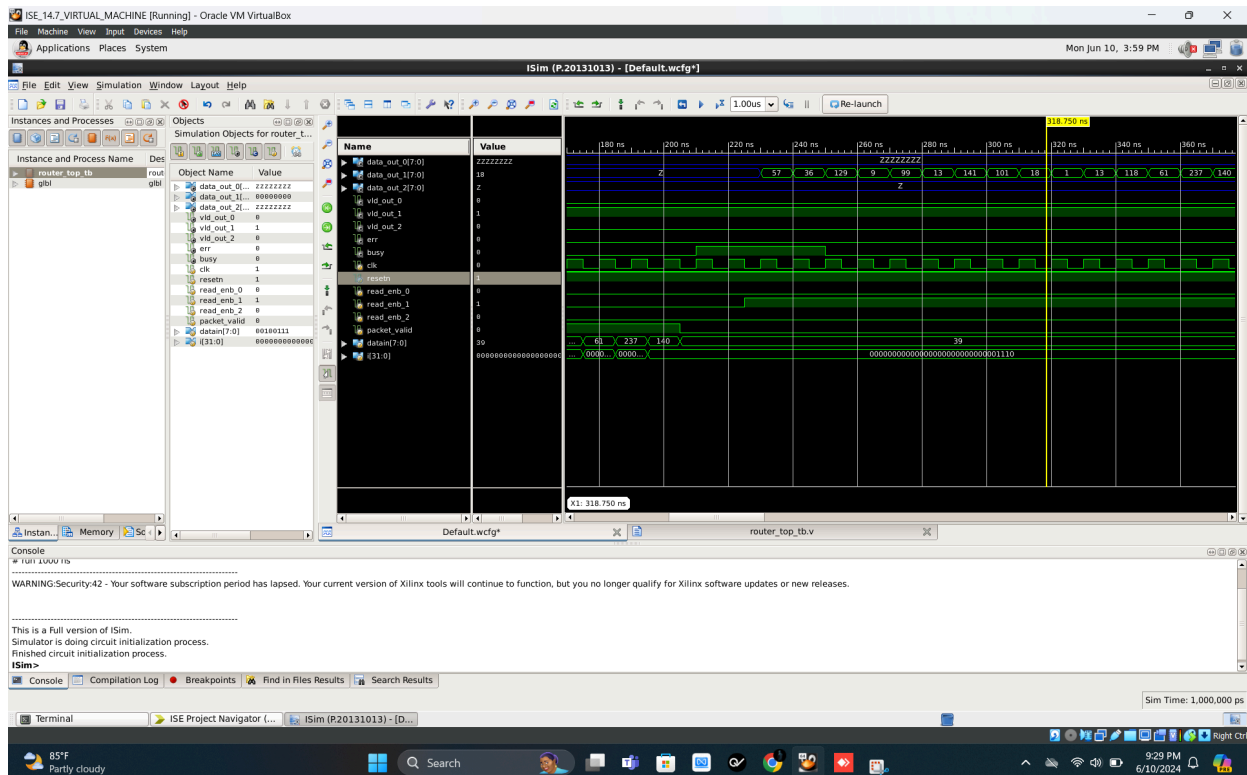 ISE_14.7_VIRTUAL_MACHINE [Running] - Oracle VM VirtualBox
File Machine View Input Devices Help
Applications Places System
Mon Jun 10, 3:59 PM
ISim (P.20131013) - [Default.wcfg*]
File Edit View Simulation Window Layout Help
1.00us
Re-launch
Instances and Processes
Instance and Process Name Des
router_top_tb rout
glbl glbl
Objects
Simulation Objects for router_t...
Object Name Value
data_out_0[... zzzzzzzz
data_out_1[... 00000000
data_out_2[... zzzzzzzz
vld_out_0 0
vld_out_1 1
vld_out_2 0
err 0
busy 0
clk 1
resetn 1
read_enb_0 0
read_enb_1 1
read_enb_2 0
packet_valid 0
datain[7:0] 00100111
i[31:0] 0000000000000
Name Value
data_out_0[7:0] zzzzzzzz
data_out_1[7:0] 18
data_out_2[7:0] z
vld_out_0 0
vld_out_1 1
vld_out_2 0
err 0
busy 0
clk 0
resetn 1
read_enb_0 0
read_enb_1 1
read_enb_2 0
packet_valid 0
datain[7:0] 39
i[31:0]
318.750 ns
180 ns 200 ns 220 ns 240 ns 260 ns 280 ns 300 ns 320 ns 340 ns 360 ns
ZZZZZZZZ
Z 57 36 129 9 99 13 141 101 18 1 13 118 61 237 140
Z
... 61 237 140 39
... 0000... 0000... 00000000000000000000000000001110
X1: 318.750 ns
Instan... Memory
Default.wcfg* router_top_tb.v
Console
# run 1000 ns
WARNING:Security:42 - Your software subscription period has lapsed. Your current version of Xilinx tools will continue to function, but you no longer qualify for Xilinx software updates or new releases.
This is a Full version of ISim.
Simulator is doing circuit initialization process.
Finished circuit initialization process.
ISim>
Console Compilation Log Breakpoints Find in Files Results Search Results
Sim Time: 1,000,000 ps
Terminal ISE Project Navigator (... ISim (P.20131013) - [D...
Right Ctrl
85°F
Partly cloudy
Search
9:29 PM
6/10/2024